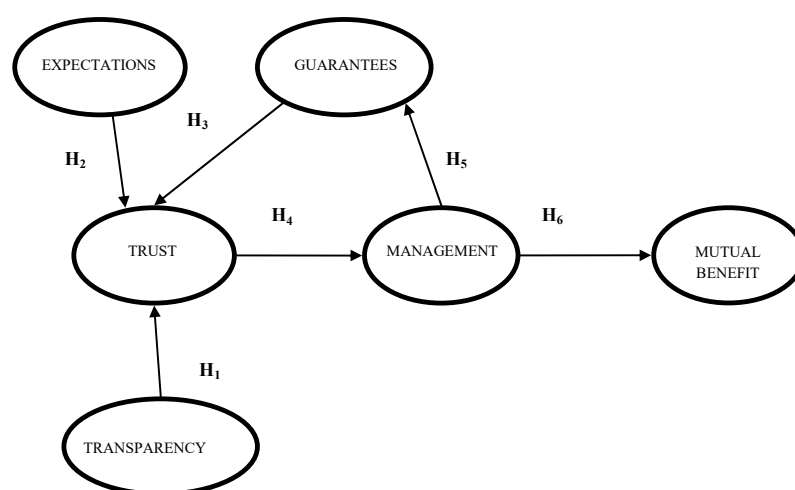 EXPECTATIONS
GUARANTEES
H₃
H₂
H₅
H₄
H₆
TRUST
MANAGEMENT
MUTUAL
BENEFIT
H₁
TRANSPARENCY